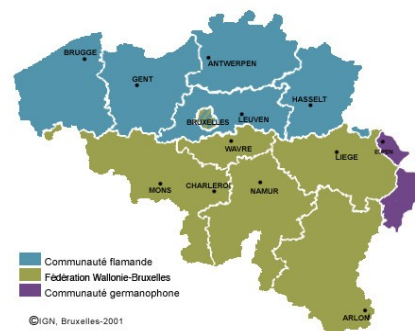 BRUGGE
ANTWERPEN
GENT
HASSELT
BRUXELLES
LEUVEN
WAVRE
LIEGE
EUPEN
MONS
CHARLEROI
NAMUR
Communauté flamande
Fédération Wallonie-Bruxelles
Communauté germanophone
©IGN, Bruxelles-2001
ARLON